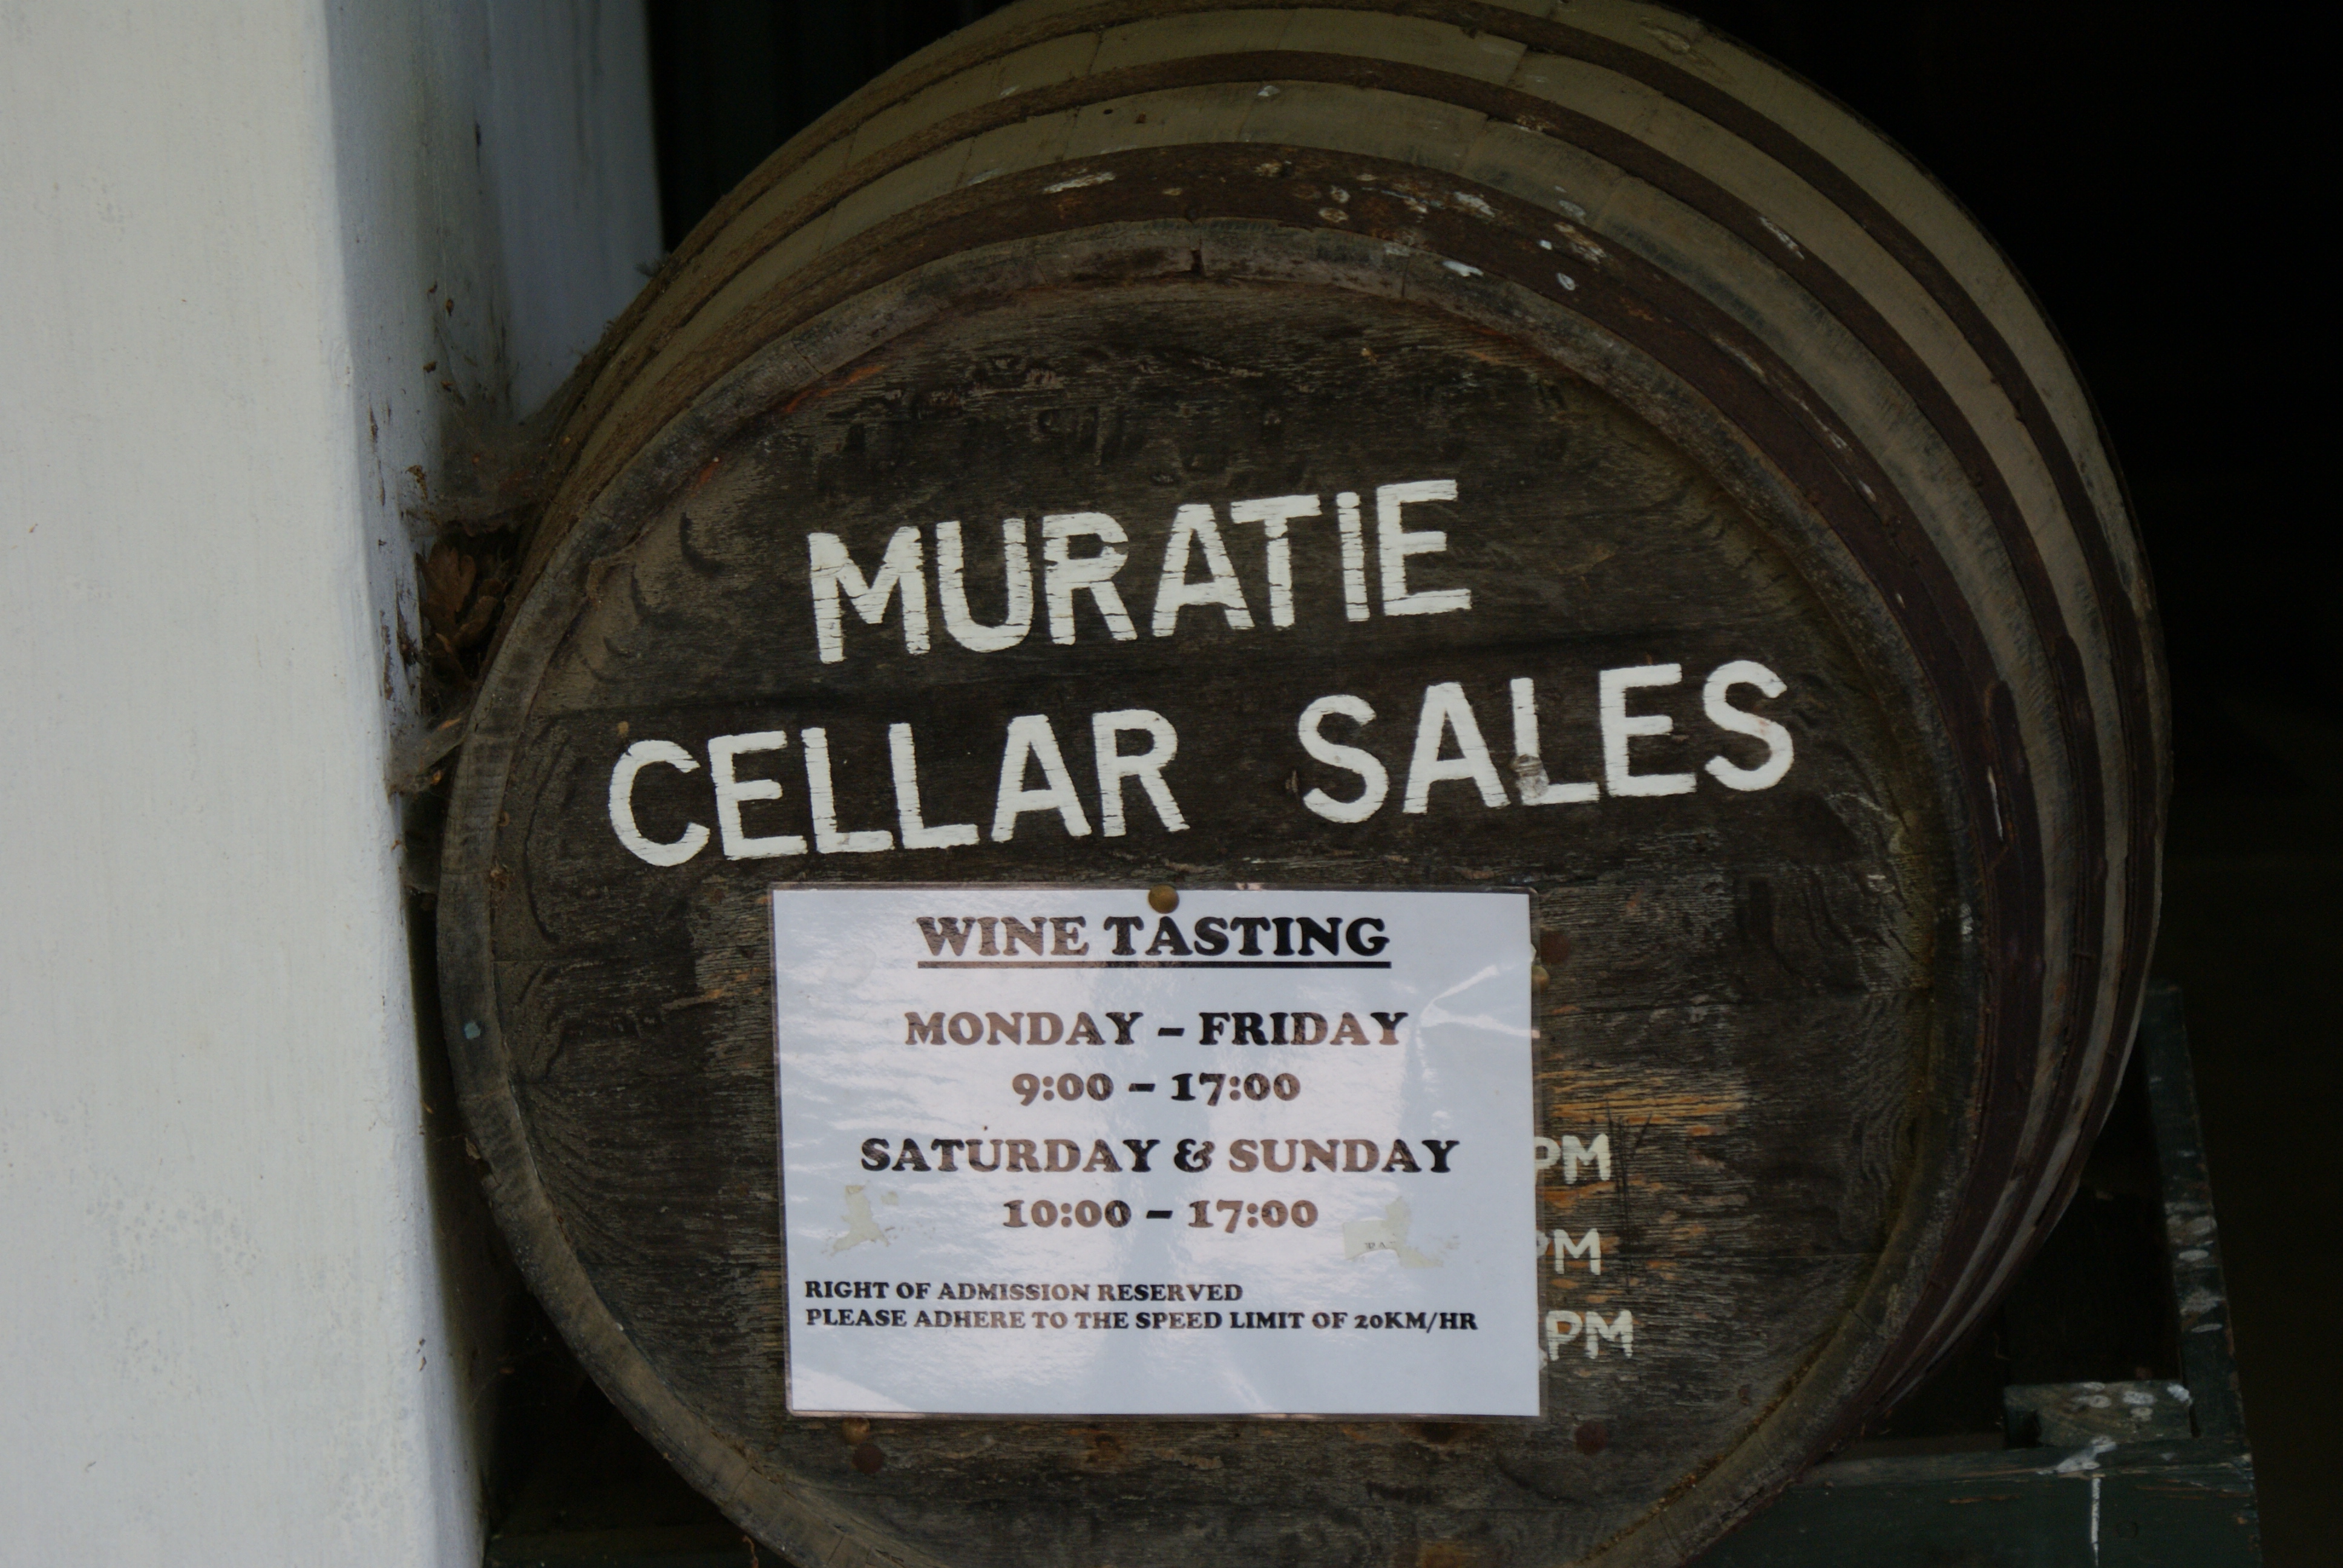 MURATIE
CELLAR SALES
WINE TASTING
MONDAY – FRIDAY
9:00 – 17:00
SATURDAY & SUNDAY
10:00 – 17:00
RIGHT OF ADMISSION RESERVED
PLEASE ADHERE TO THE SPEED LIMIT OF 20KM/HR
PM
PM
PM